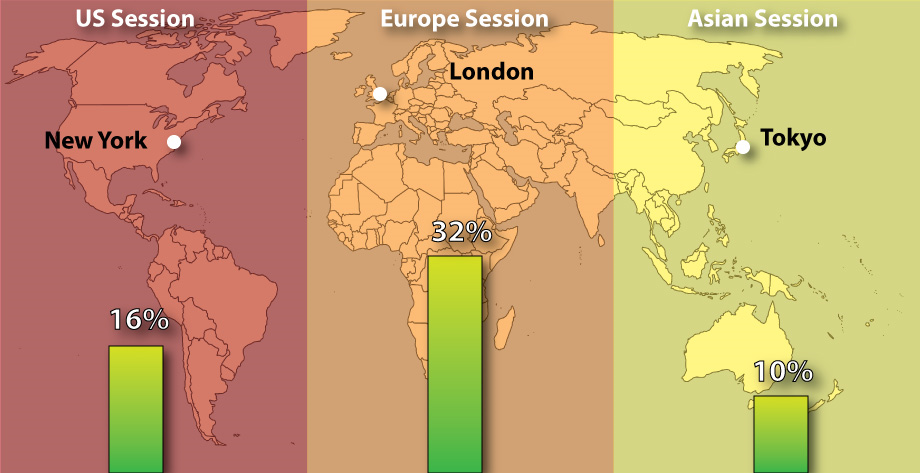 US Session
Europe Session
Asian Session
London
New York
Tokyo
32%
16%
10%